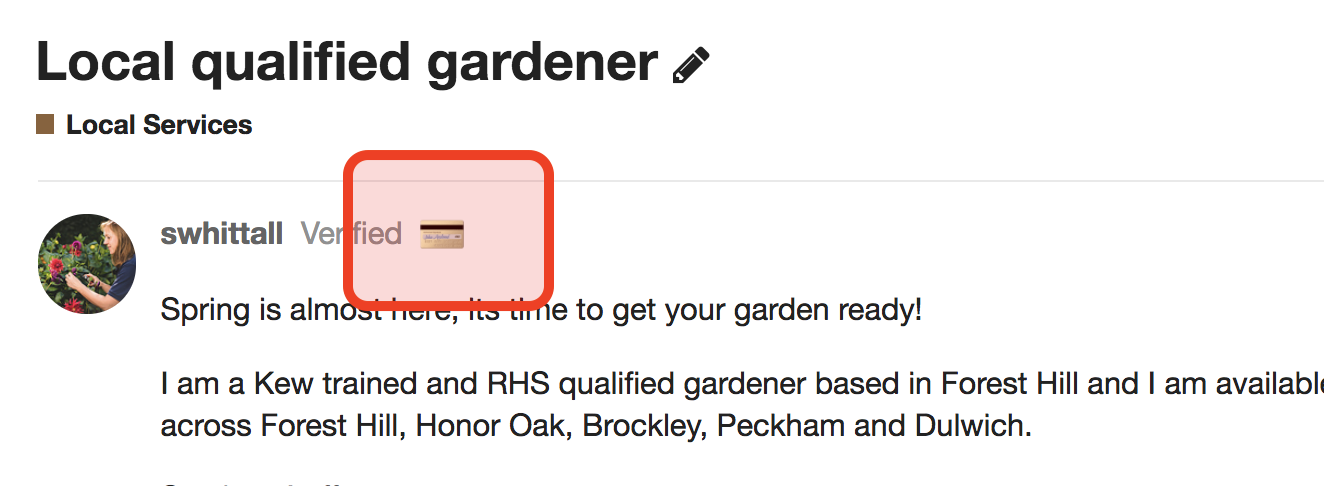 Local qualified gardener
Local Services
swhittall Verified
Spring is almost here, its time to get your garden ready!
I am a Kew trained and RHS qualified gardener based in Forest Hill and I am available
across Forest Hill, Honor Oak, Brockley, Peckham and Dulwich.